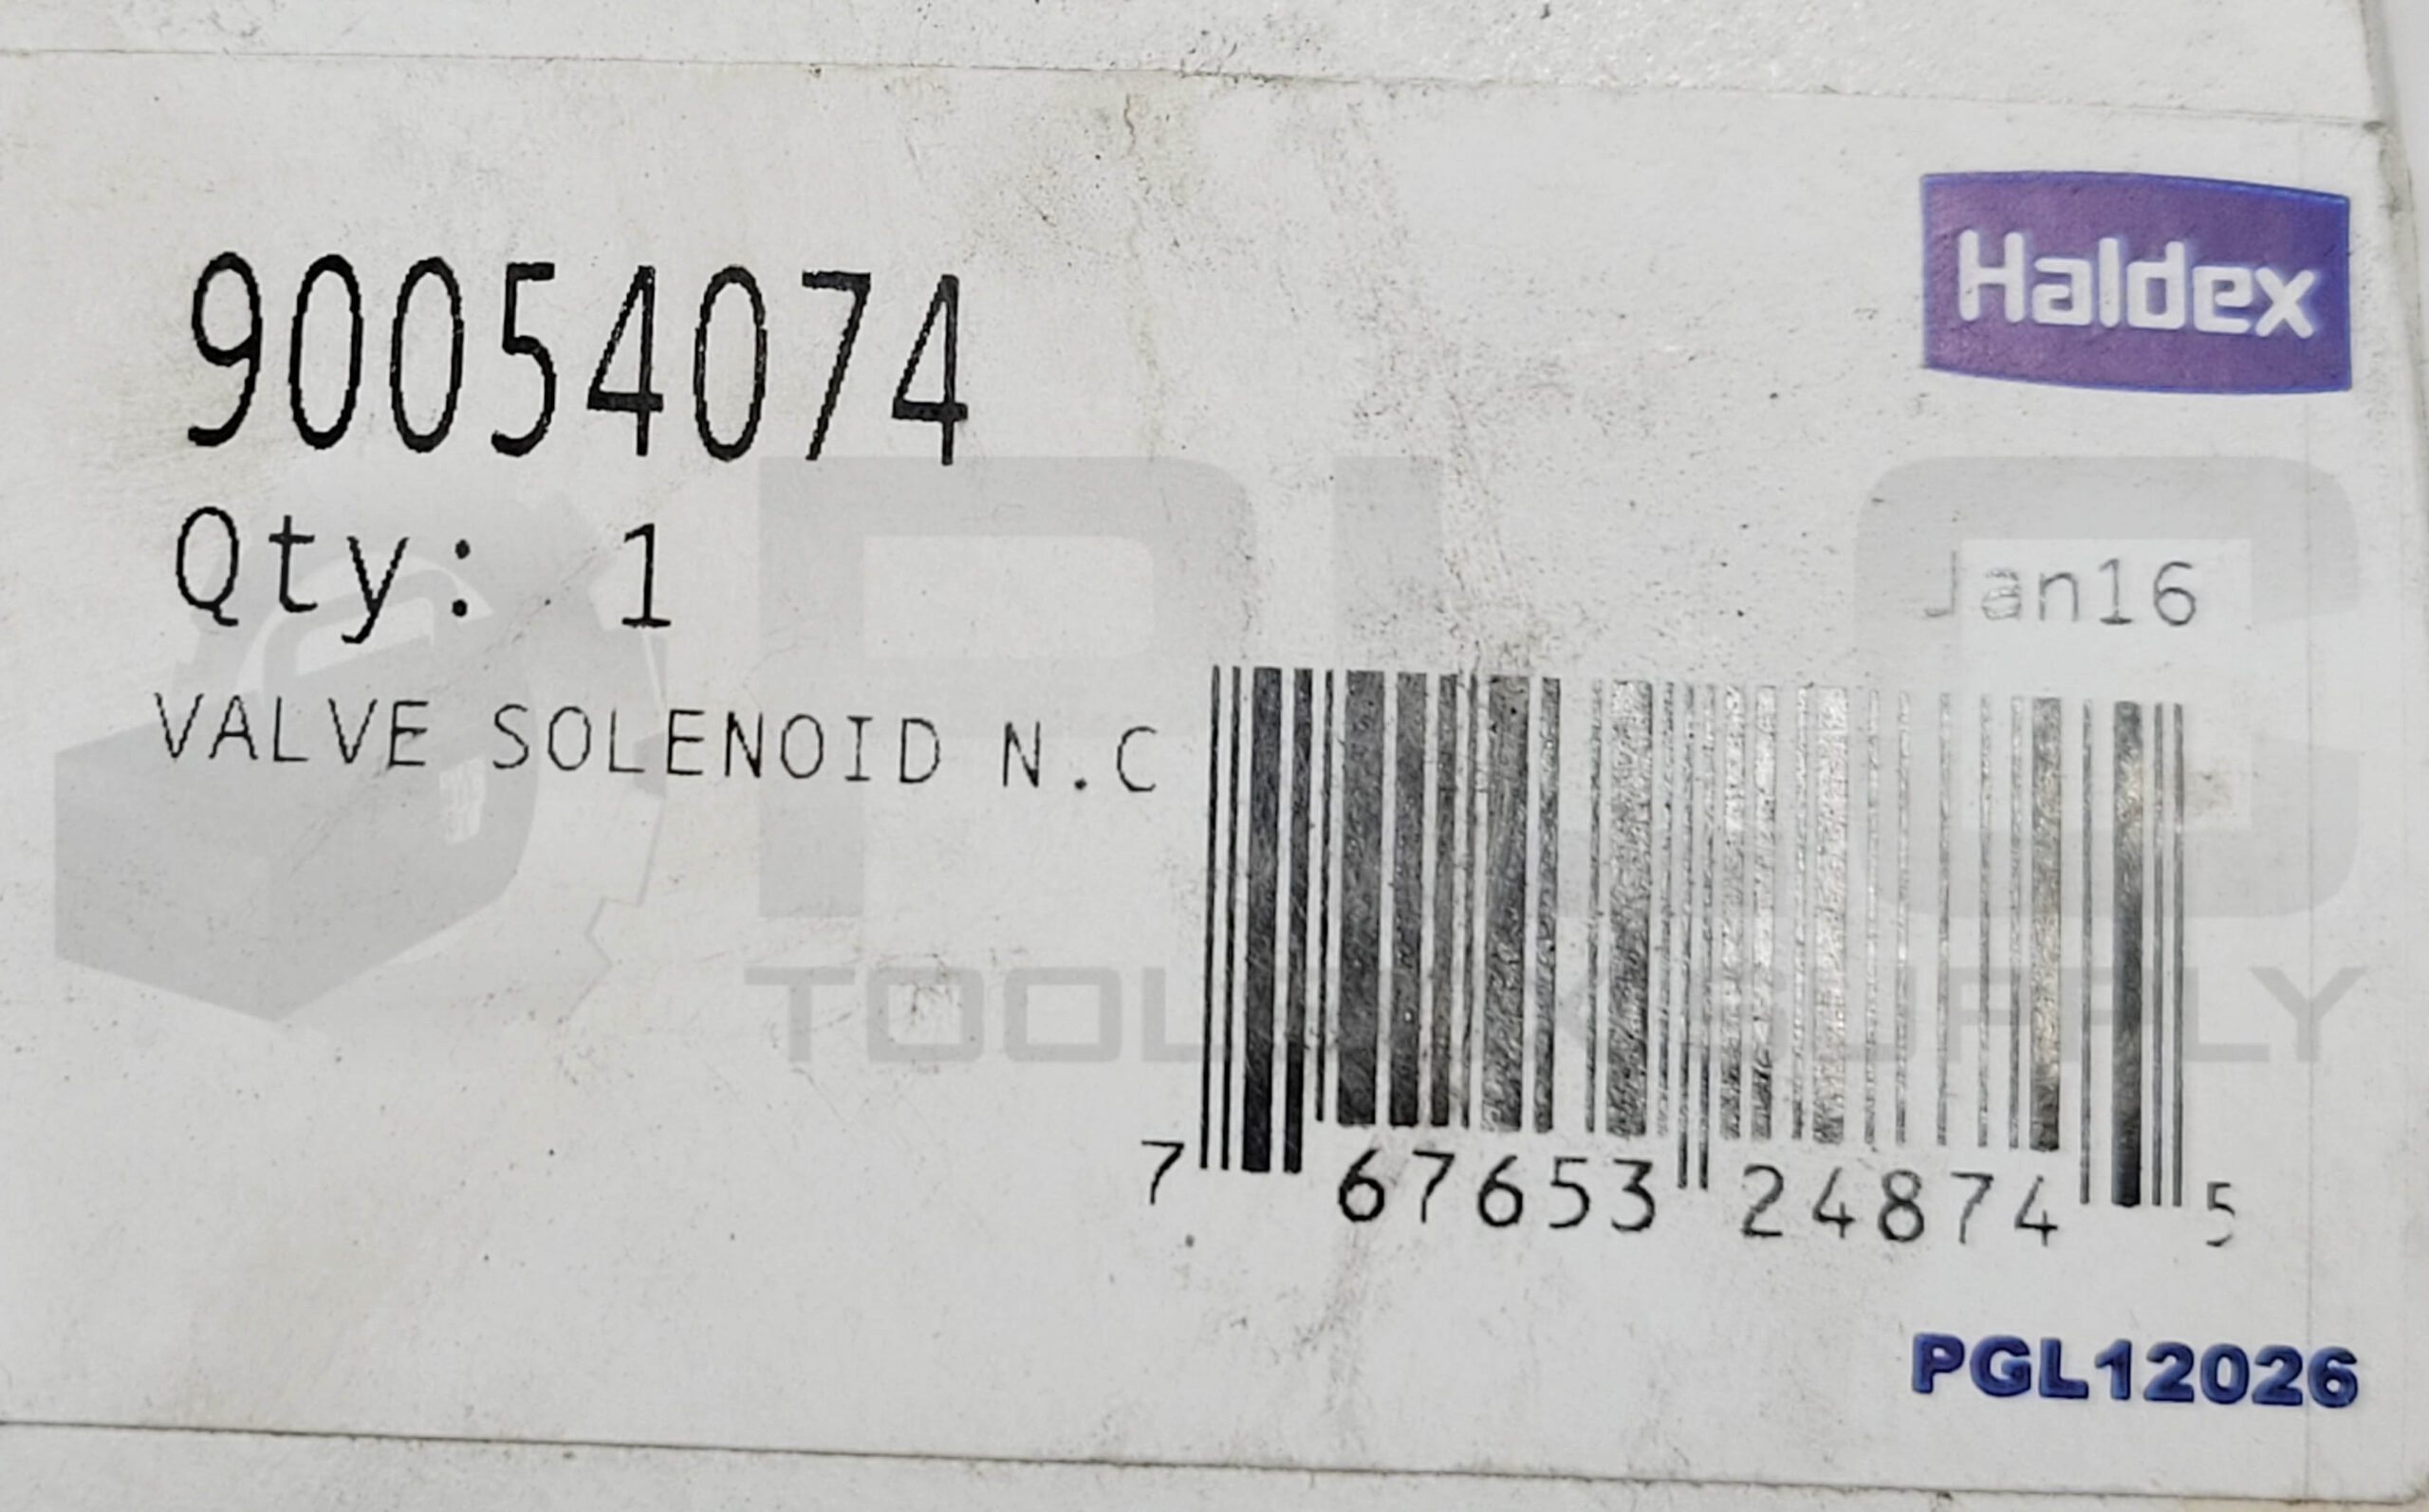 90054074
Haldex
Qty: 1
Jan16
VALVE SOLENOID N.C
7 67653 24874 5
PGL12026